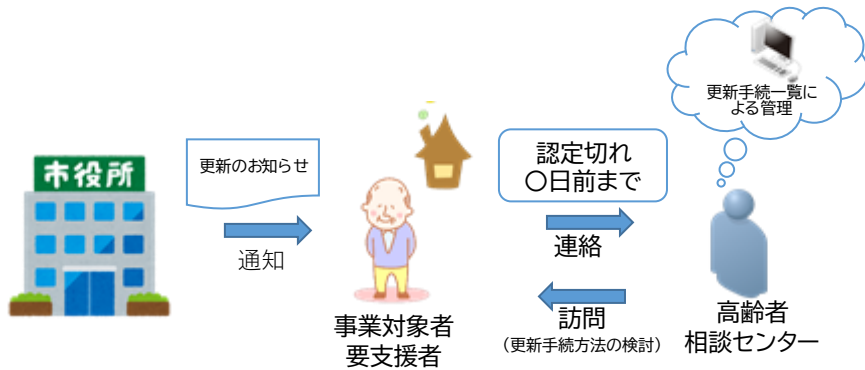 更新手続一覧に
よる管理
市役所
更新のお知らせ
通知
事業対象者
要支援者
認定切れ
〇日前まで
連絡
訪問
（更新手続方法の検討）
高齢者
相談センター